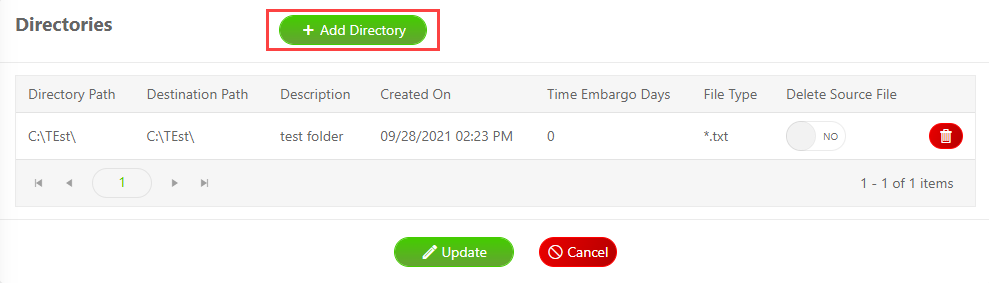 Directories
Add Directory
Directory Path Destination Path Description Created On Time Embargo Days File Type Delete Source File
C:\TEst\ C:\TEst\ test folder 09/28/2021 02:23 PM 0 *.txt NO
1 1 - 1 of 1 items
Update Cancel